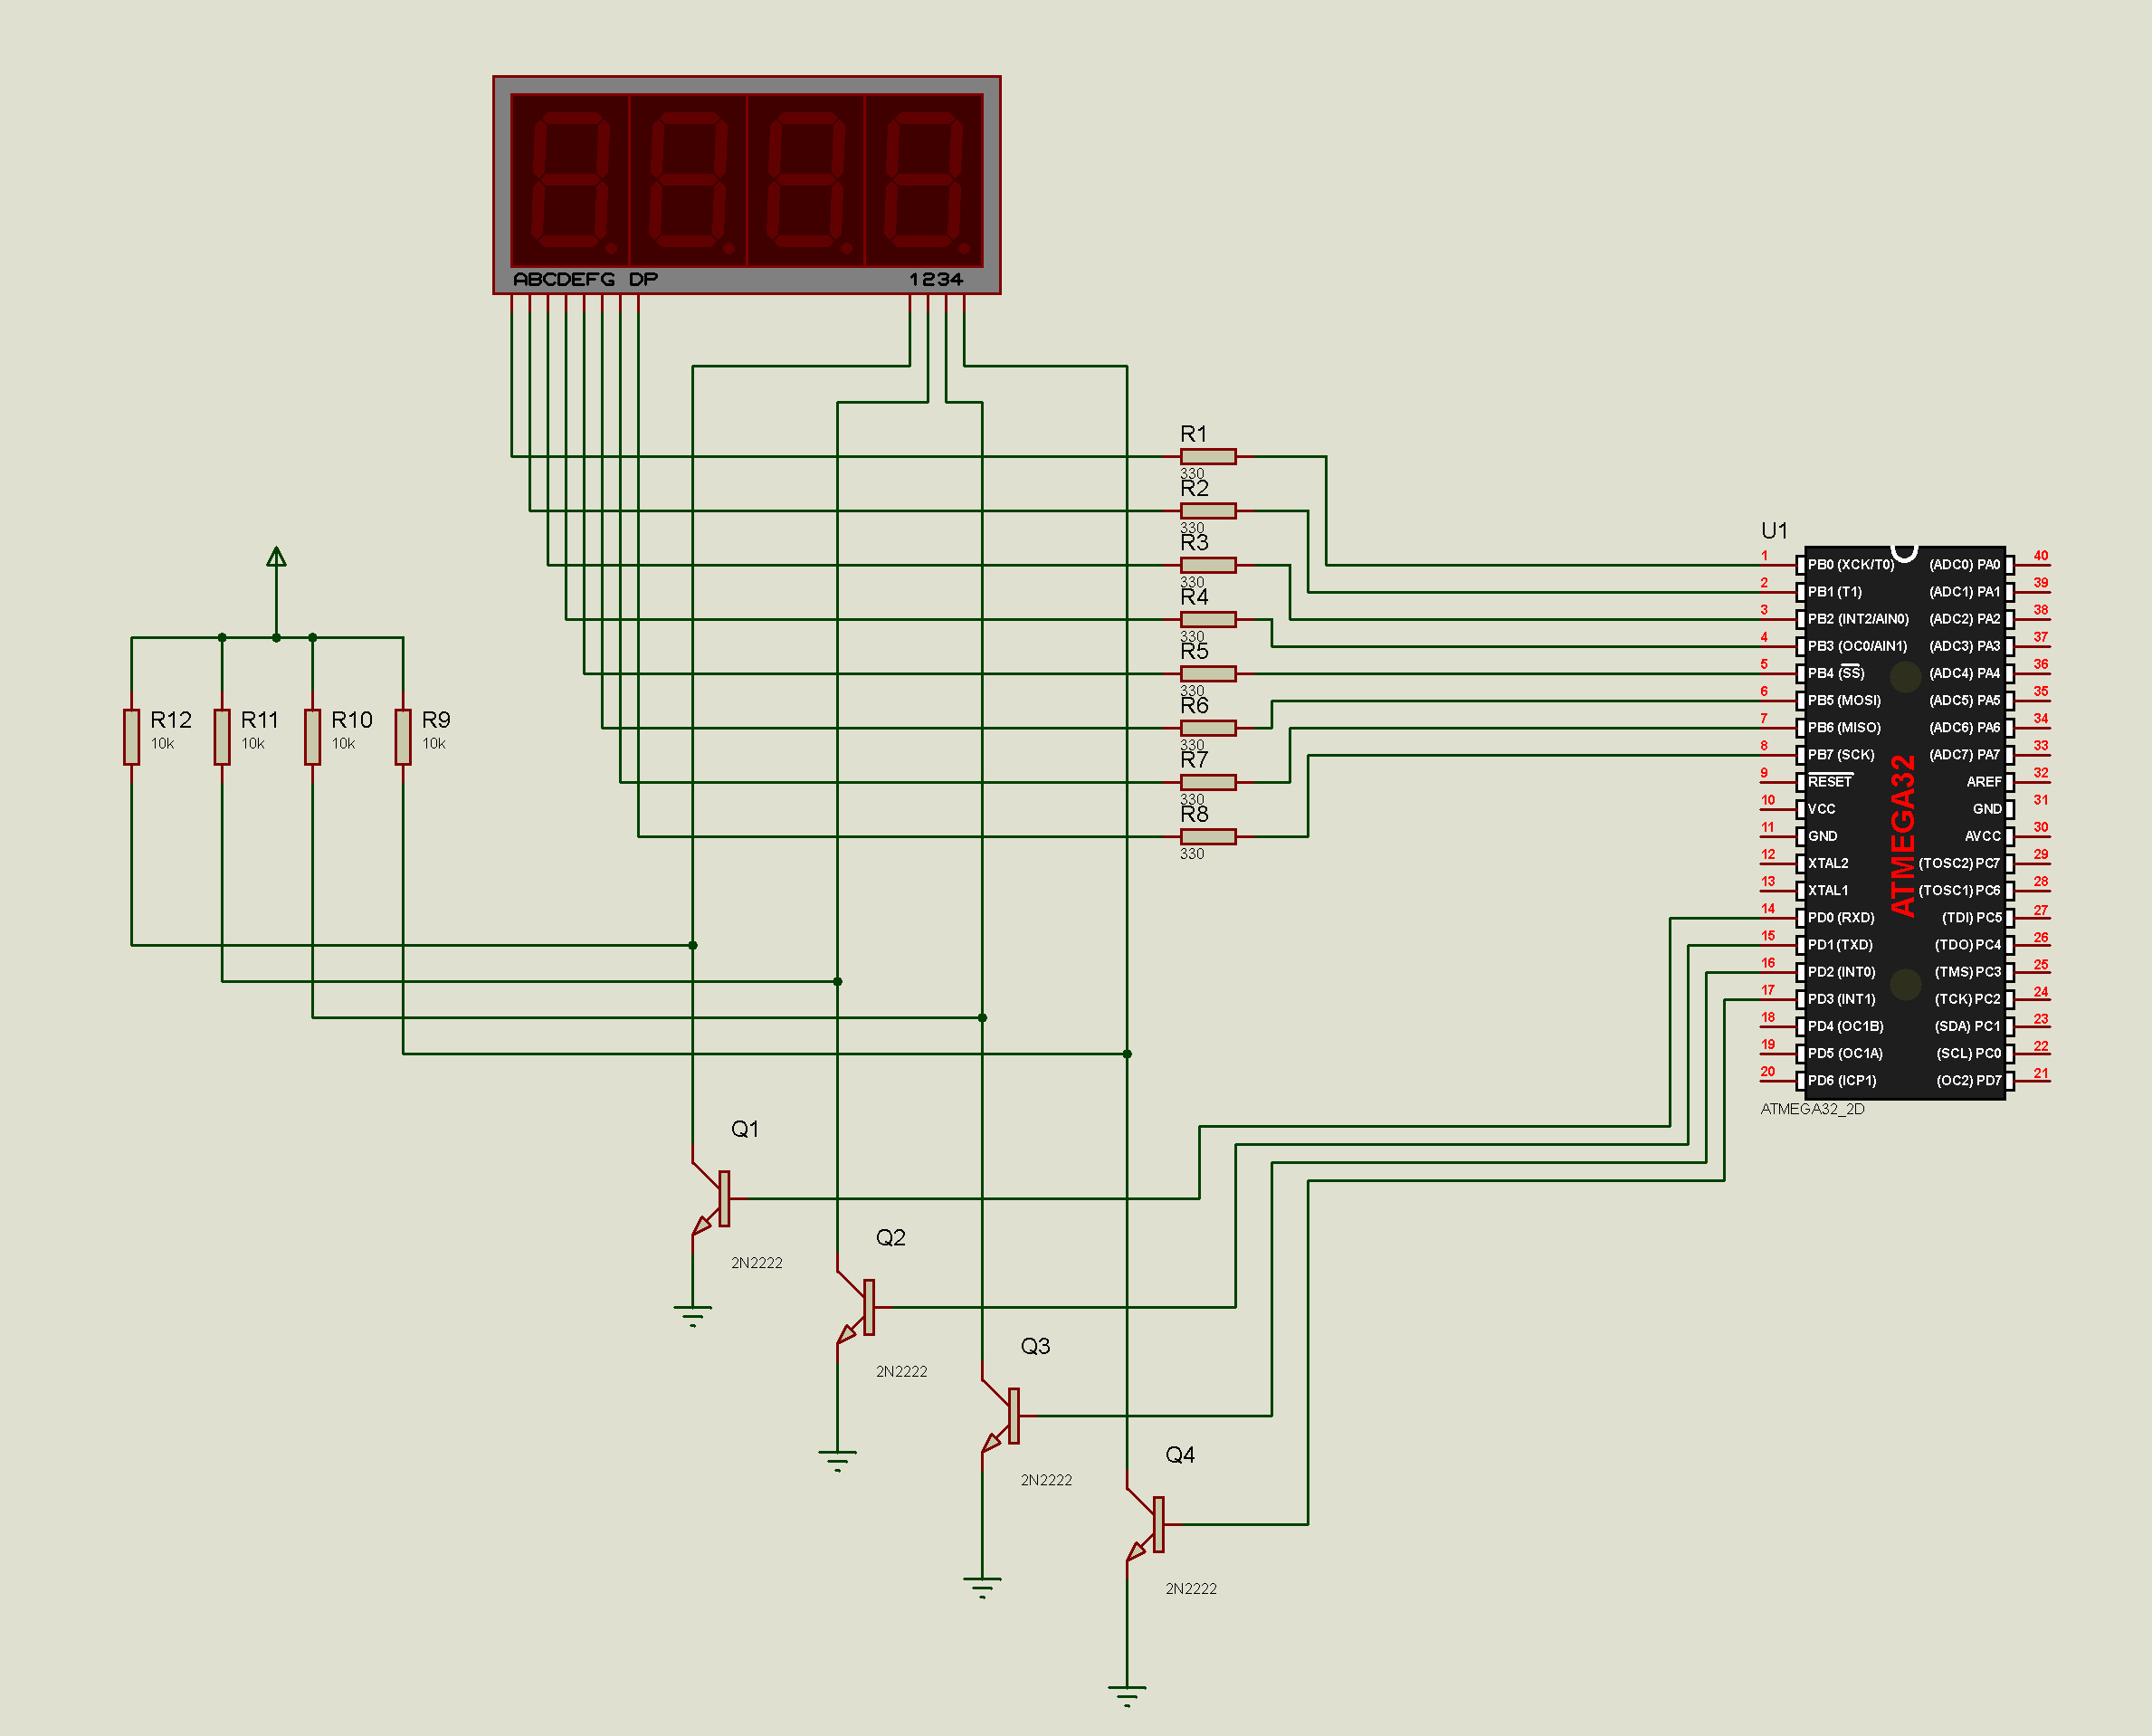 ABCDEFG DP 1234
R1
330
R2
330
R3
330
R4
330
R5
330
R6
330
R7
330
R8
330
R12
10k
R11
10k
R10
10k
R9
10k
U1
1 PB0 (XCK/T0) (ADC0) PA0 40
2 PB1 (T1) (ADC1) PA1 39
3 PB2 (INT2/AIN0) (ADC2) PA2 38
4 PB3 (OC0/AIN1) (ADC3) PA3 37
5 PB4 (SS) (ADC4) PA4 36
6 PB5 (MOSI) (ADC5) PA5 35
7 PB6 (MISO) (ADC6) PA6 34
8 PB7 (SCK) (ADC7) PA7 33
9 RESET AREF 32
10 VCC GND 31
11 GND AVCC 30
12 XTAL2 (TOSC2) PC7 29
13 XTAL1 (TOSC1) PC6 28
14 PD0 (RXD) (TDI) PC5 27
15 PD1 (TXD) (TDO) PC4 26
16 PD2 (INT0) (TMS) PC3 25
17 PD3 (INT1) (TCK) PC2 24
18 PD4 (OC1B) (SDA) PC1 23
19 PD5 (OC1A) (SCL) PC0 22
20 PD6 (ICP1) (OC2) PD7 21
ATMEGA32
ATMEGA32_2D
Q1
2N2222
Q2
2N2222
Q3
2N2222
Q4
2N2222